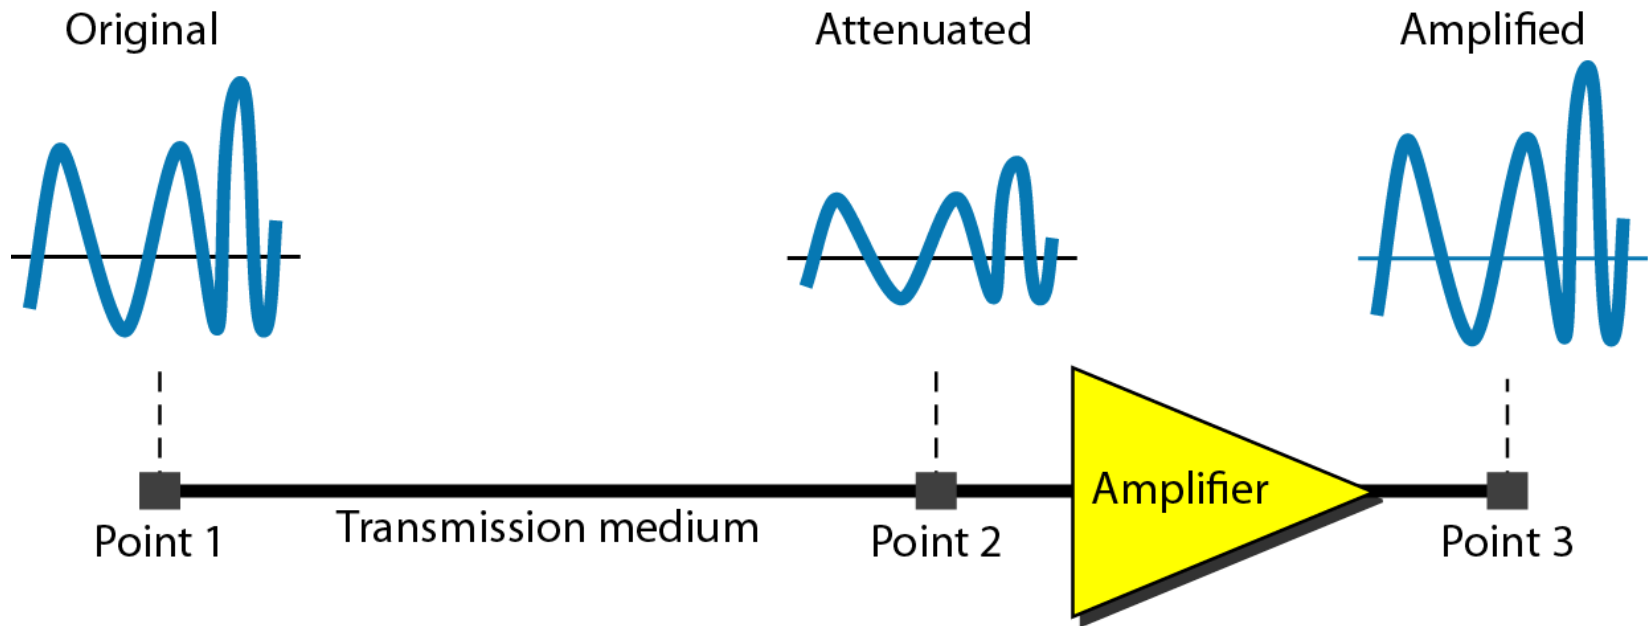 Original
Attenuated
Amplified
Amplifier
Transmission medium
Point 1
Point 2
Point 3